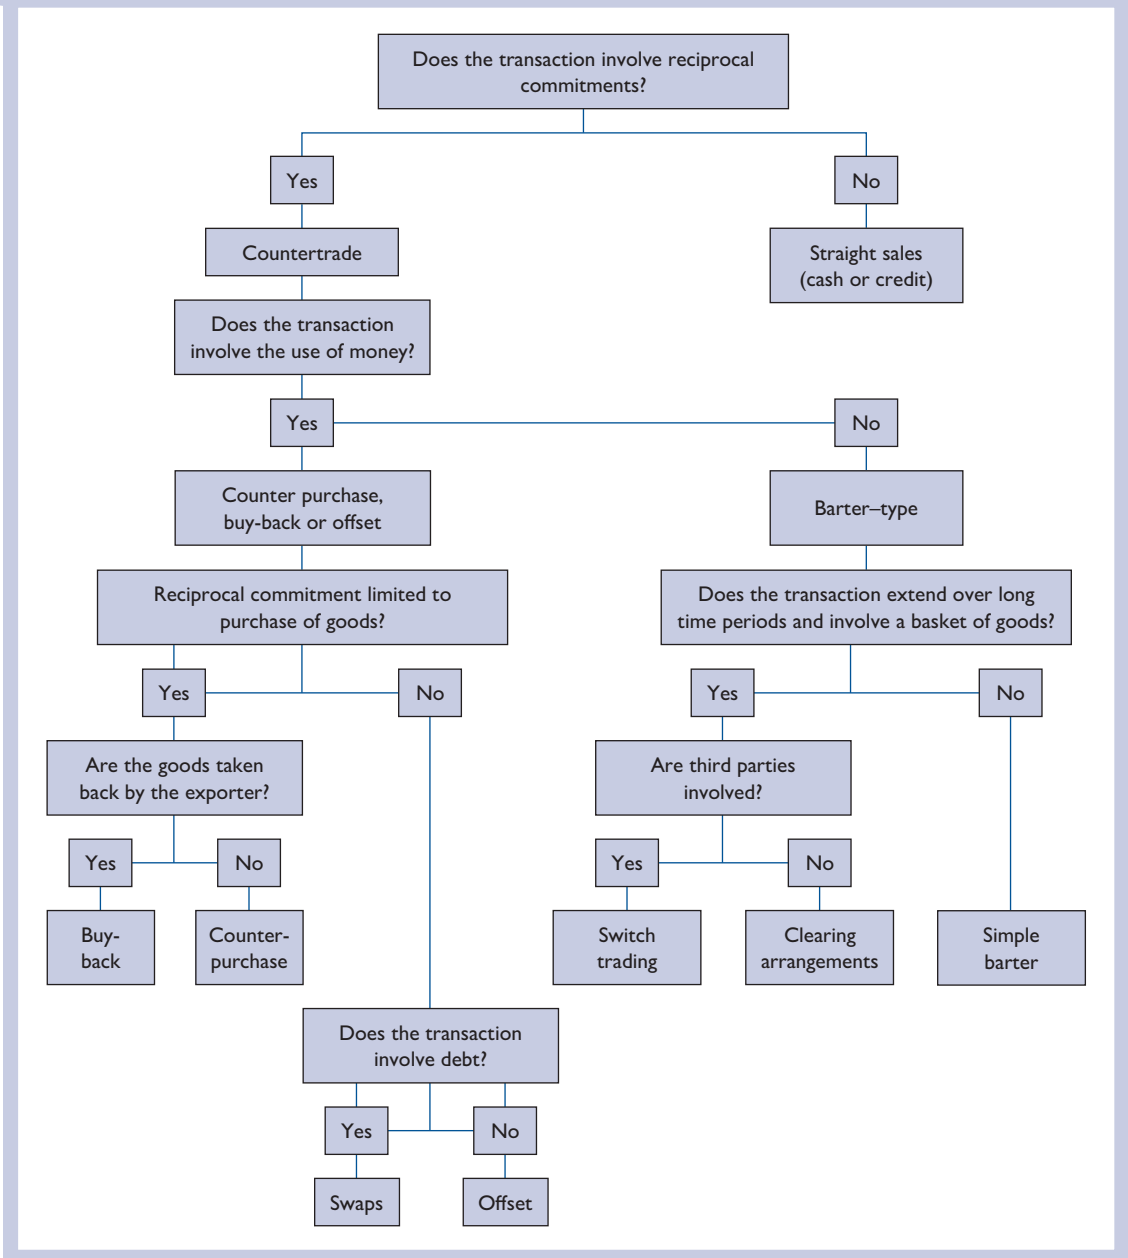 Does the transaction involve reciprocal
commitments?
Yes
No
Countertrade
Straight sales
(cash or credit)
Does the transaction
involve the use of money?
Yes
No
Counter purchase,
buy-back or offset
Barter–type
Reciprocal commitment limited to
purchase of goods?
Does the transaction extend over long
time periods and involve a basket of goods?
Yes
No
Yes
No
Are the goods taken
back by the exporter?
Are third parties
involved?
Yes
No
Yes
No
Buy-
back
Counter-
purchase
Switch
trading
Clearing
arrangements
Simple
barter
Does the transaction
involve debt?
Yes
No
Swaps
Offset